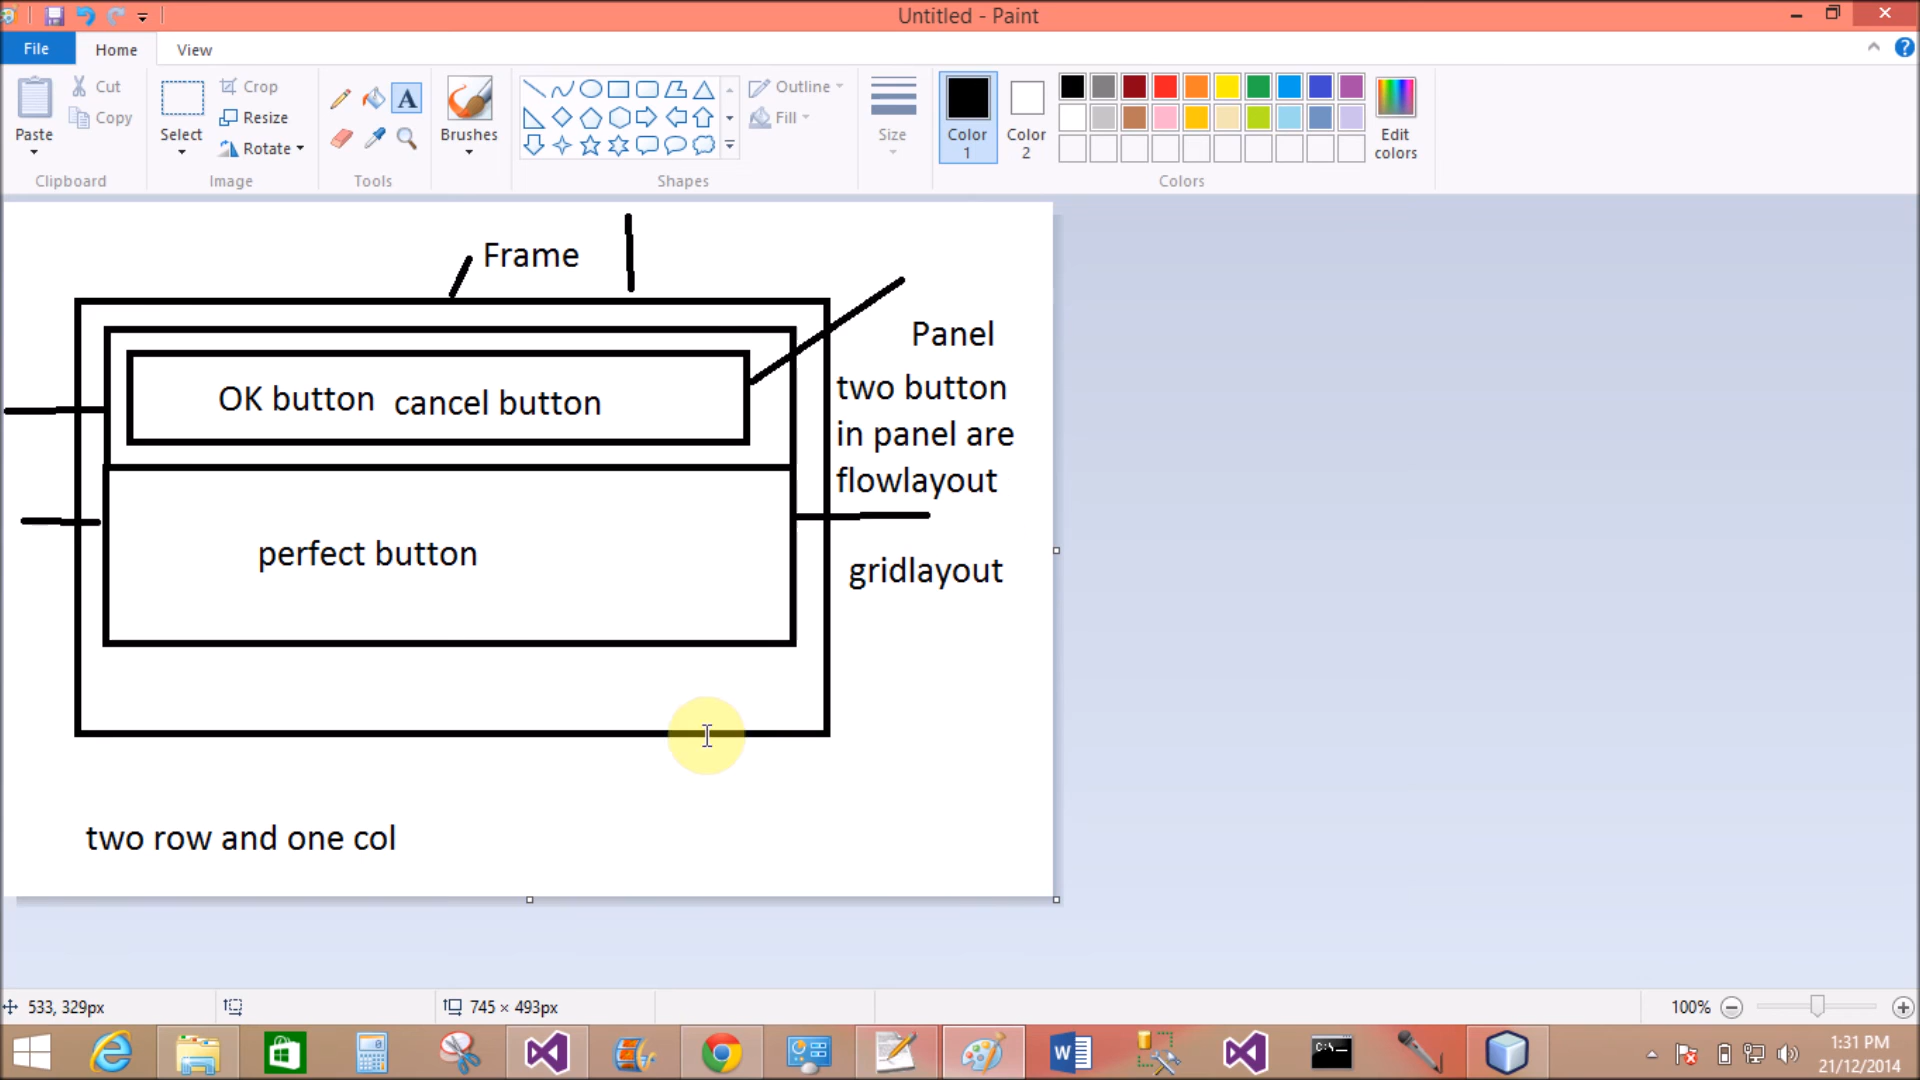 Untitled - Paint
File Home View
Cut
Copy
Paste
Clipboard
Crop
Resize
Rotate
Select
Image
A
Tools
Brushes
Shapes
Outline
Fill
Size
Color 1
Color 2
Edit colors
Colors
Frame
Panel
two button
in panel are
flowlayout
OK button cancel button
perfect button
gridlayout
two row and one col
533, 329px
745 × 493px
100%
1:31 PM
21/12/2014